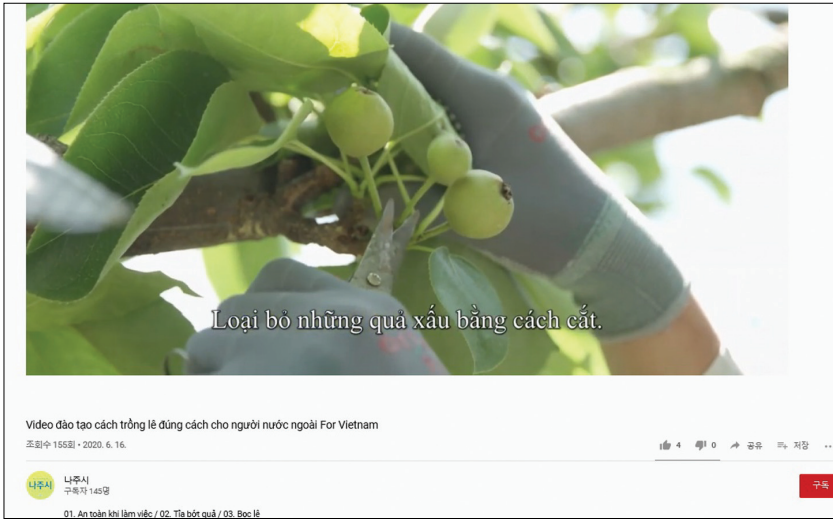 Loại bỏ những quả xấu bằng cách cắt.
Video đào tạo cách trồng lê đúng cách cho người nước ngoài For Vietnam
조회수 155회 • 2020. 6. 16.
4 0 공유 저장 ...
나주시 나주시
구독자 145명
구독
01. An toàn khi làm việc / 02. Tỉa bớt quả / 03. Bọc lê